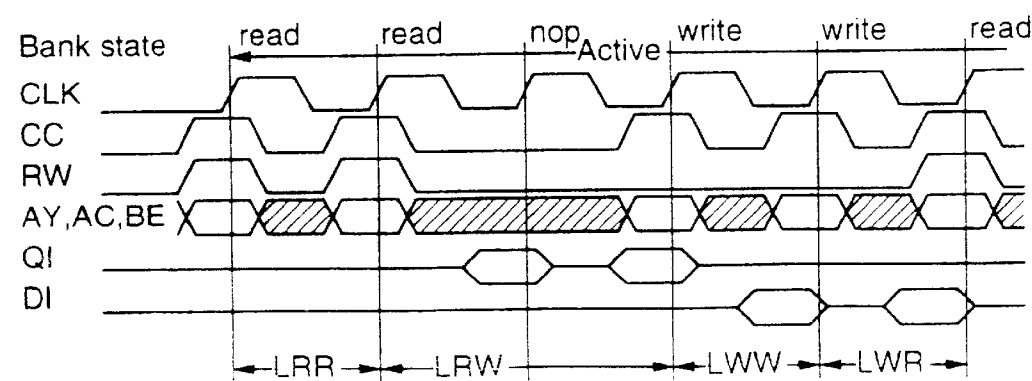 Bank state read read nop Active write write read
CLK
CC
RW
AY,AC,BE
QI
DI
LRR LRW LWW LWR